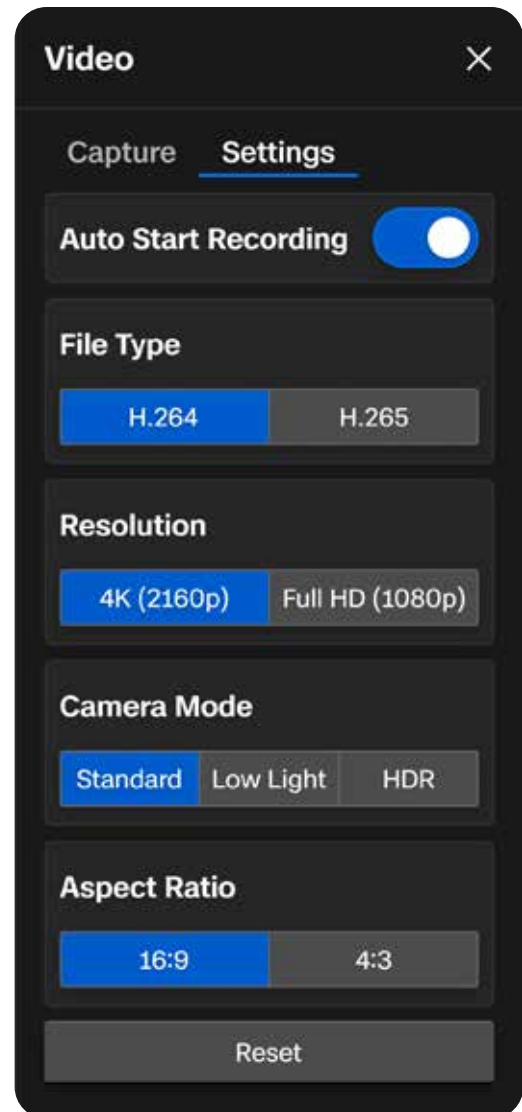 Video
Capture Settings
Auto Start Recording
File Type
H.264 H.265
Resolution
4K (2160p) Full HD (1080p)
Camera Mode
Standard Low Light HDR
Aspect Ratio
16:9 4:3
Reset